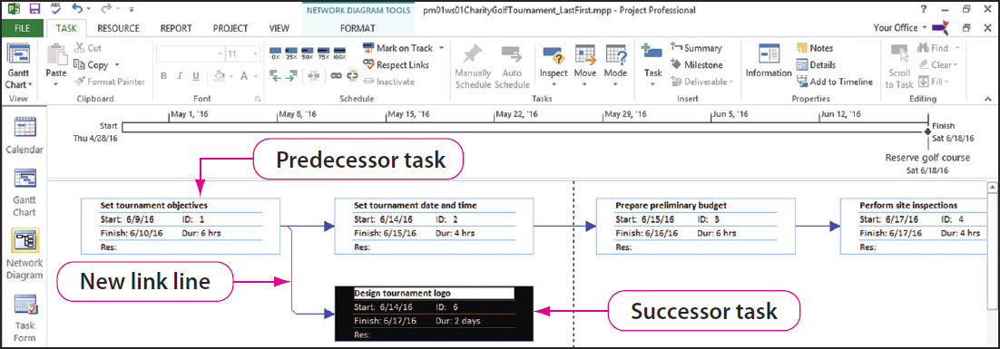 NETWORK DIAGRAM TOOLS
pm01ws01CharityGolfTournament_LastFirst.mpp - Project Professional
FILE TASK RESOURCE REPORT PROJECT VIEW FORMAT Your Office
Gantt Chart
View
Paste
Cut
Copy
Format Painter
Clipboard
11
B I U A
Font
0% 25% 50% 75% 100%
Mark on Track
Respect Links
Inactivate
Schedule
Manually Schedule
Auto Schedule
Inspect
Move
Mode
Tasks
Task
Summary
Milestone
Deliverable
Insert
Information
Notes
Details
Add to Timeline
Properties
Scroll to Task
Find
Clear
Fill
Editing
May 1, '16 May 8, '16 May 15, '16 May 22, '16 May 29, '16 Jun 5, '16 Jun 12, '16
Start
Thu 4/28/16
Finish
Sat 6/18/16
Reserve golf course
Sat 6/18/16
Calendar
Gantt Chart
Network Diagram
Task Form
Predecessor task
Set tournament objectives
Start: 6/9/16 ID: 1
Finish: 6/10/16 Dur: 6 hrs
Res:
Set tournament date and time
Start: 6/14/16 ID: 2
Finish: 6/15/16 Dur: 4 hrs
Res:
Prepare preliminary budget
Start: 6/15/16 ID: 3
Finish: 6/16/16 Dur: 6 hrs
Res:
Perform site inspections
Start: 6/17/16 ID: 4
Finish: 6/17/16 Dur: 4 hrs
Res:
New link line
Design tournament logo
Start: 6/14/16 ID: 6
Finish: 6/17/16 Dur: 2 days
Res:
Successor task